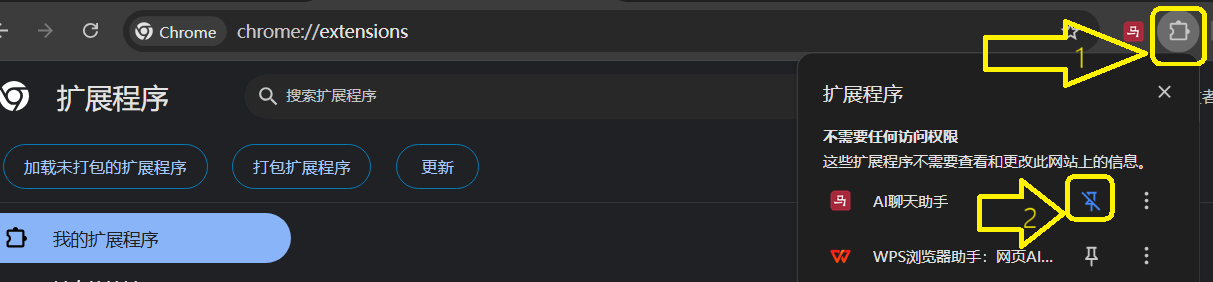 Chrome
chrome://extensions
马
1
扩展程序
搜索扩展程序
扩展程序
不需要任何访问权限
这些扩展程序不需要查看和更改此网站上的信息。
加载未打包的扩展程序
打包扩展程序
更新
马
AI聊天助手
2
我的扩展程序
W
WPS浏览器助手：网页AI...